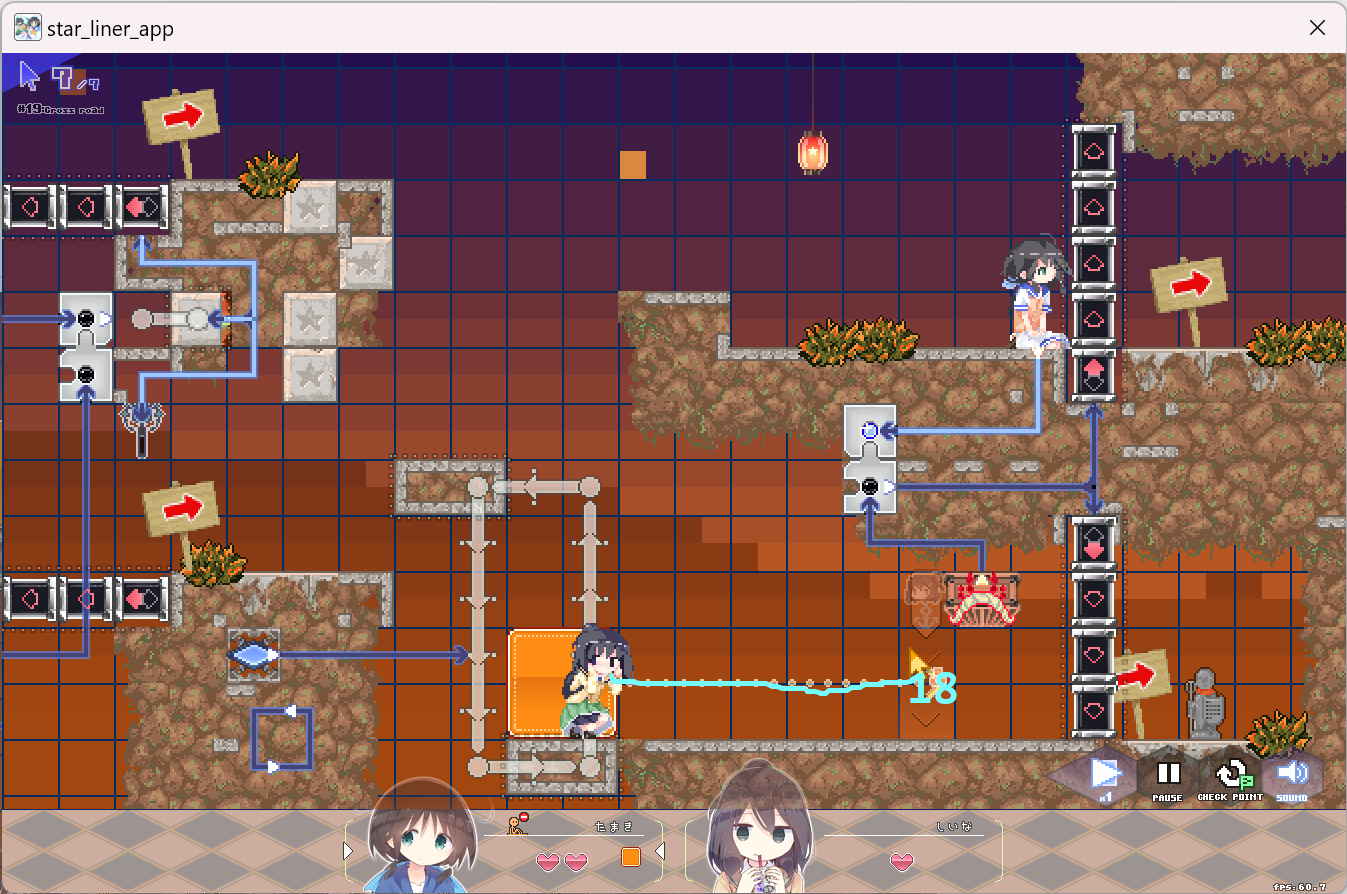 star_liner_app
/7
#19:Cross road
18
x1
PAUSE
CHECK POINT
SOUND
たまき
しいな
fps:60.7